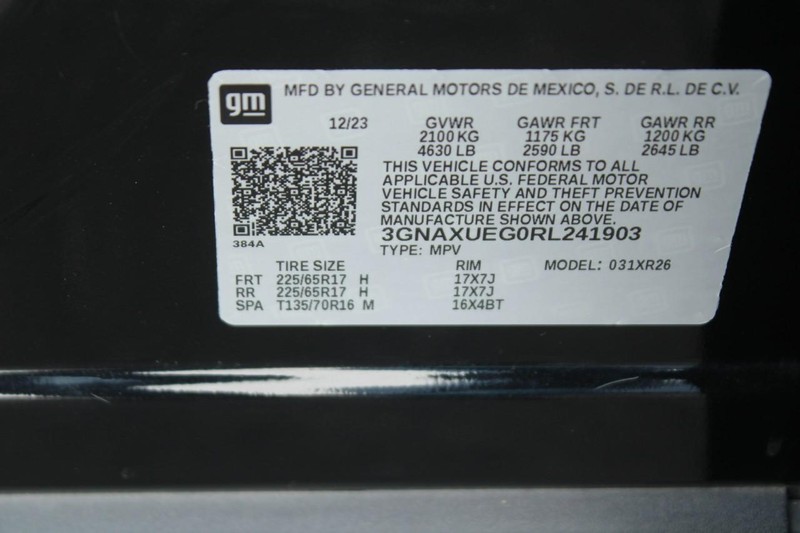 gm
MFD BY GENERAL MOTORS DE MEXICO, S. DE R.L. DE C.V.
12/23 GVWR GAWR FRT GAWR RR
2100 KG 1175 KG 1200 KG
4630 LB 2590 LB 2645 LB
THIS VEHICLE CONFORMS TO ALL
APPLICABLE U.S. FEDERAL MOTOR
VEHICLE SAFETY AND THEFT PREVENTION
STANDARDS IN EFFECT ON THE DATE OF
MANUFACTURE SHOWN ABOVE.
3GNAXUEG0RL241903
384A
TYPE: MPV
TIRE SIZE RIM MODEL: 031XR26
FRT 225/65R17 H 17X7J
RR 225/65R17 H 17X7J
SPA T135/70R16 M 16X4BT